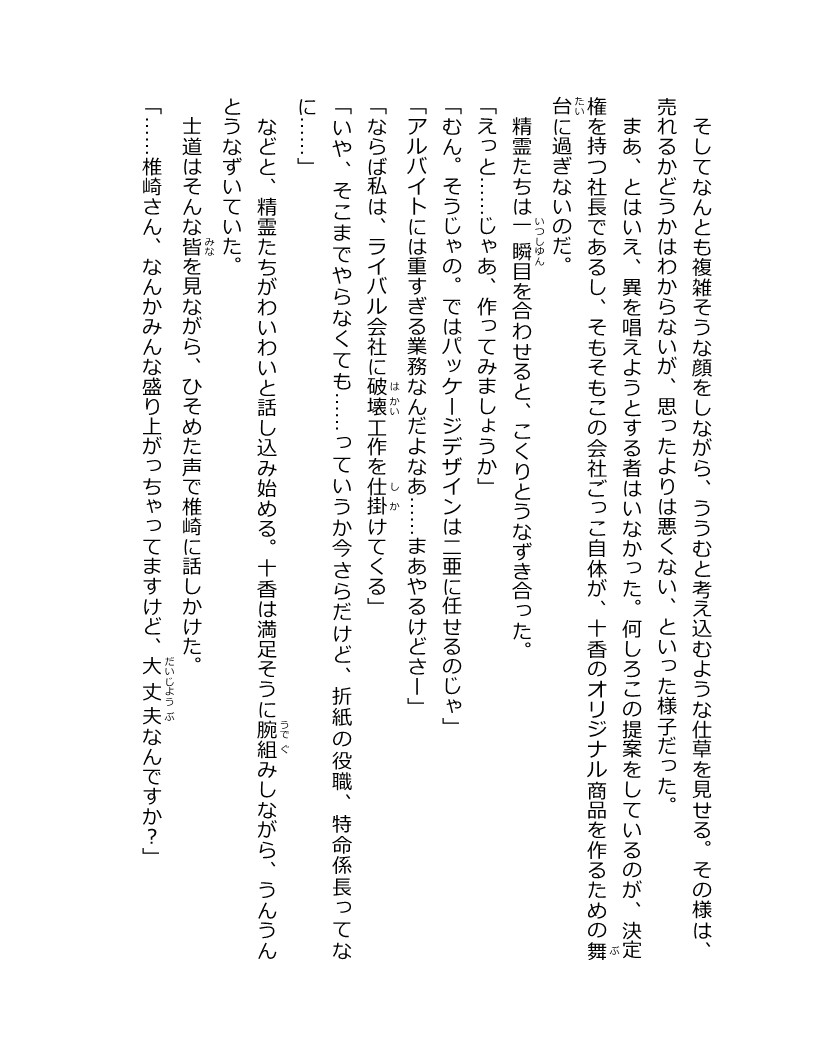 そしてなんとも複雑そうな顔をしながら、ううむと考え込むような仕草を見せる。その様は、
売れるかどうかはわからないが、思ったよりは悪くない、といった様子だった。
　まあ、とはいえ、異を唱えようとする者はいなかった。何しろこの提案をしているのが、決定
権を持つ社長であるし、そもそもこの会社ごっこ自体が、十香のオリジナル商品を作るための舞
台に過ぎないのだ。
　精霊たちは一瞬目を合わせると、こくりとうなずき合った。
「えっと……じゃあ、作ってみましょうか」
「むん。そうじゃの。ではパッケージデザインは二亜に任せるのじゃ」
「アルバイトには重すぎる業務なんだよなあ……まあやるけどさー」
「ならば私は、ライバル会社に破壊工作を仕掛けてくる」
「いや、そこまでやらなくても……っていうか今さらだけど、折紙の役職、特命係長ってな
に……」
　などと、精霊たちがわいわいと話し込み始める。十香は満足そうに腕組みしながら、うんうん
とうなずいていた。
　士道はそんな皆を見ながら、ひそめた声で椎崎に話しかけた。
「……椎崎さん、なんかみんな盛り上がっちゃってますけど、大丈夫なんですか？」